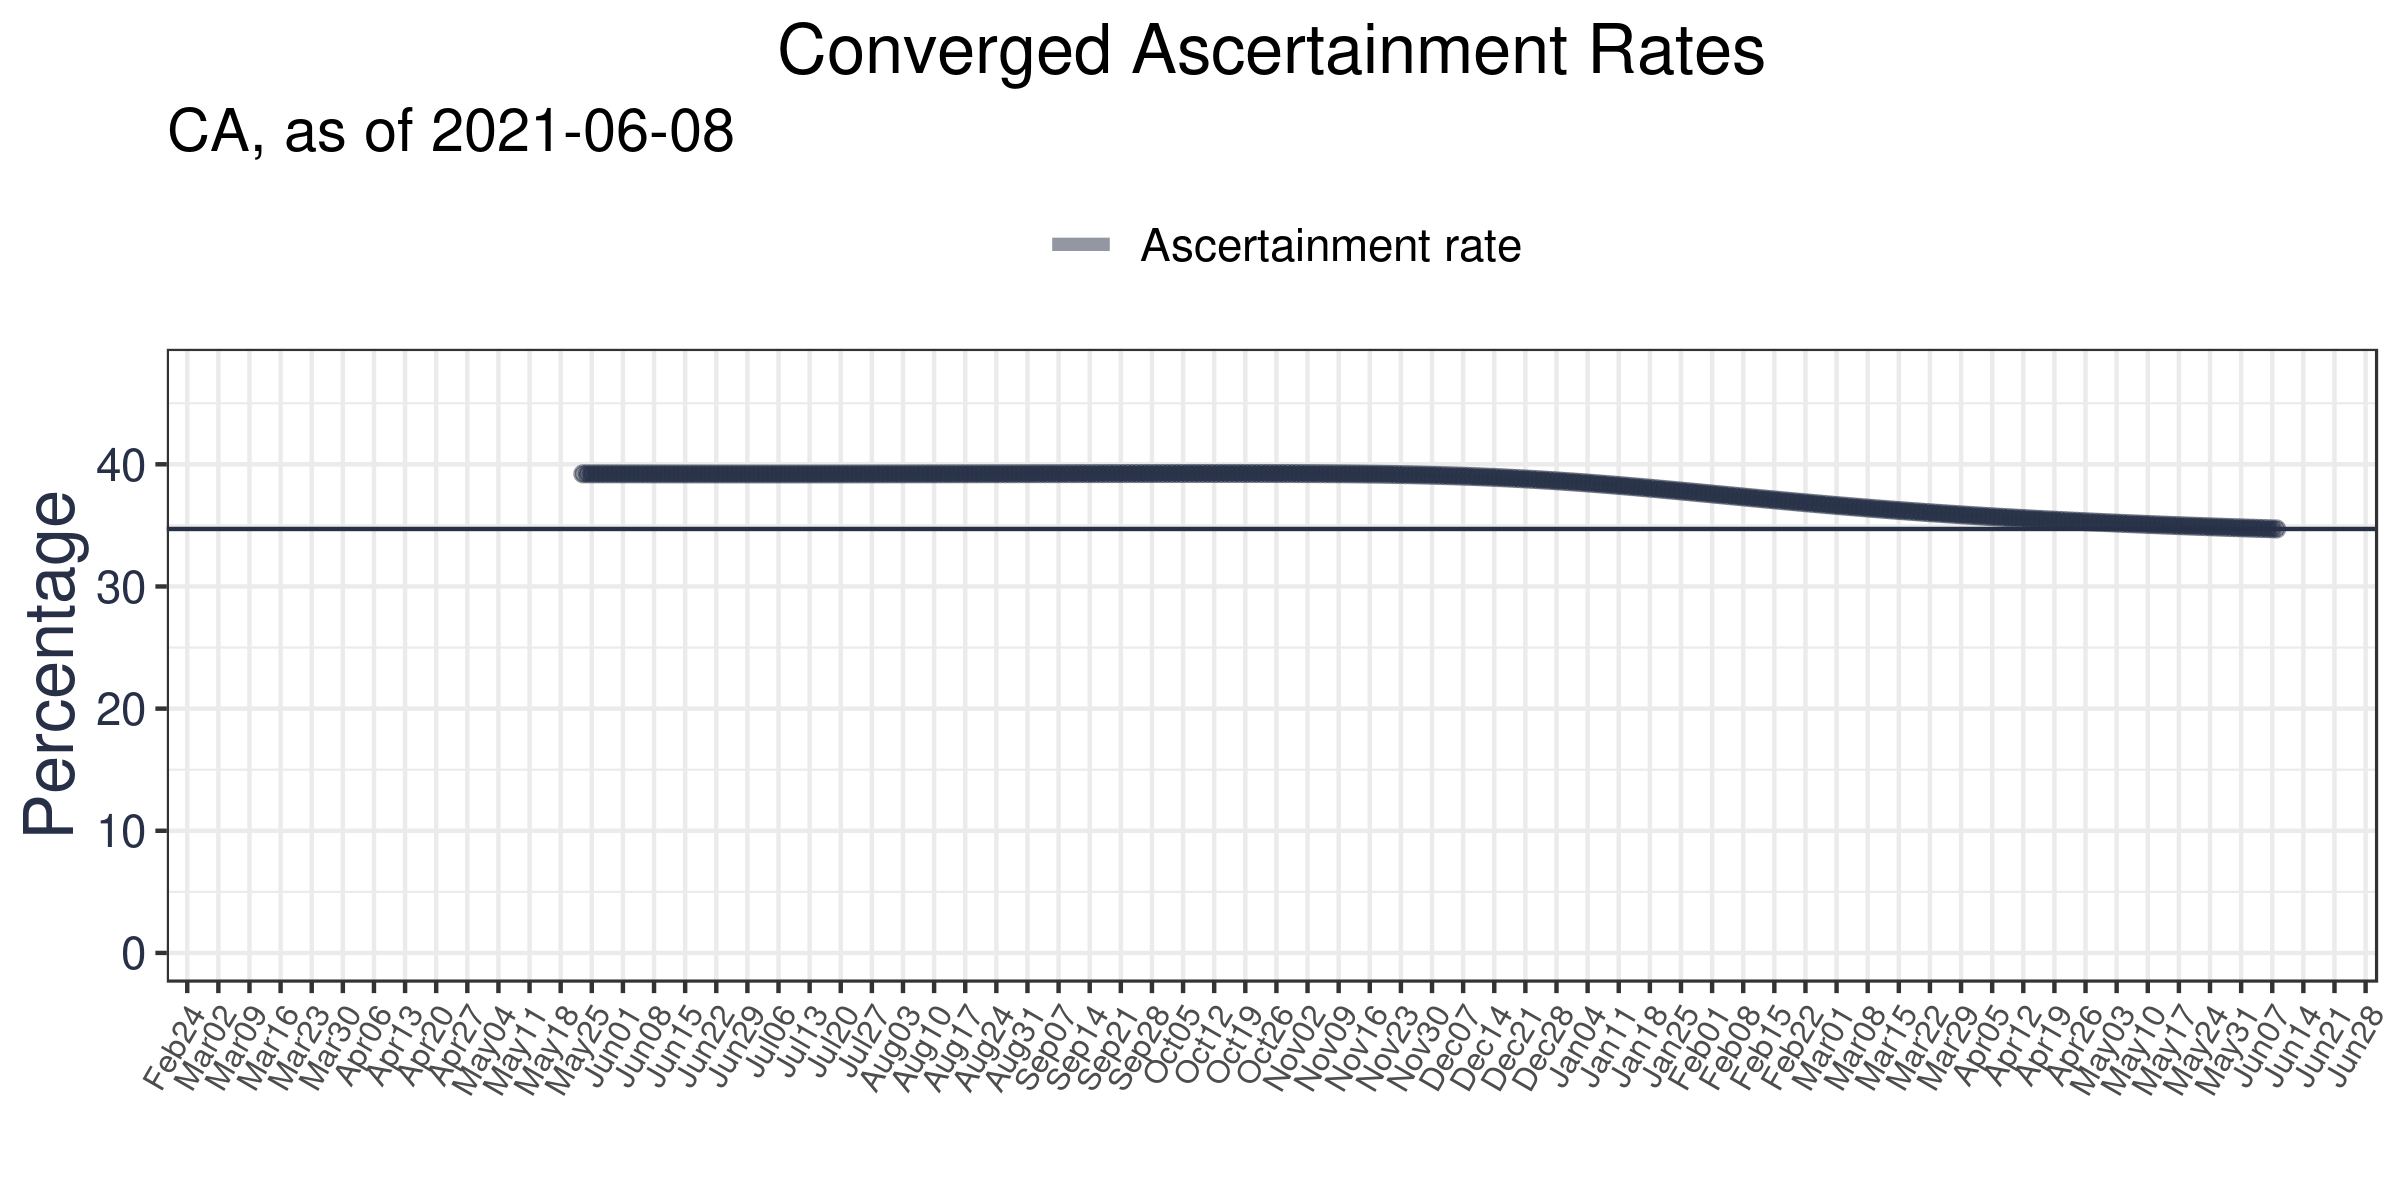 Converged Ascertainment Rates
CA, as of 2021-06-08
Ascertainment rate
Percentage
40
30
20
10
0
Feb24 Mar02 Mar09 Mar16 Mar23 Mar30 Apr06 Apr13 Apr20 Apr27 May04 May11 May18 May25 Jun01 Jun08 Jun15 Jun22 Jun29 Jul06 Jul13 Jul20 Jul27 Aug03 Aug10 Aug17 Aug24 Aug31 Sep07 Sep14 Sep21 Sep28 Oct05 Oct12 Oct19 Oct26 Nov02 Nov09 Nov16 Nov23 Nov30 Dec07 Dec14 Dec21 Dec28 Jan04 Jan11 Jan18 Jan25 Feb01 Feb08 Feb15 Feb22 Mar01 Mar08 Mar15 Mar22 Mar29 Apr05 Apr12 Apr19 Apr26 May03 May10 May17 May24 May31 Jun07 Jun14 Jun21 Jun28